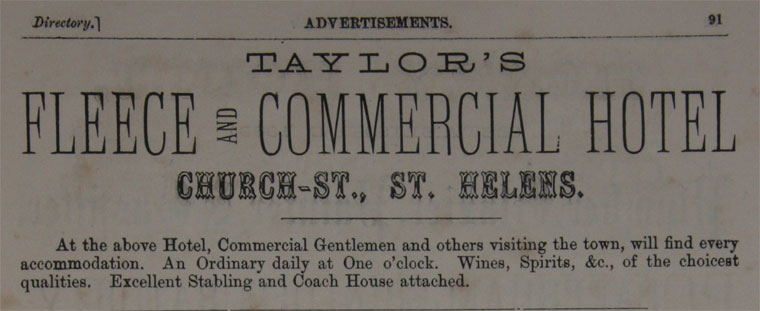 Directory.] ADVERTISEMENTS. 91
TAYLOR'S
FLEECE AND COMMERCIAL HOTEL
CHURCH-ST., ST. HELENS.
At the above Hotel, Commercial Gentlemen and others visiting the town, will find every
accommodation. An Ordinary daily at One o'clock. Wines, Spirits, &c., of the choicest
qualities. Excellent Stabling and Coach House attached.